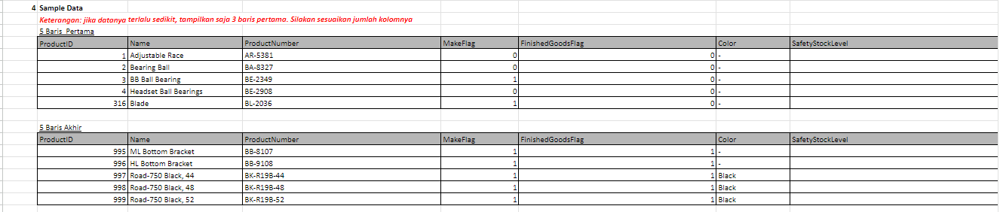 4 Sample Data
Keterangan: jika datanya terlalu sedikit, tampilkan saja 3 baris pertama. Silakan sesuaikan jumlah kolomnya
5 Baris Pertama
ProductID Name ProductNumber MakeFlag FinishedGoodsFlag Color SafetyStockLevel
1 Adjustable Race AR-5381 0 0 -
2 Bearing Ball BA-8327 0 0 -
3 BB Ball Bearing BE-2349 1 0 -
4 Headset Ball Bearings BE-2908 0 0 -
316 Blade BL-2036 1 0 -
5 Baris Akhir
ProductID Name ProductNumber MakeFlag FinishedGoodsFlag Color SafetyStockLevel
995 ML Bottom Bracket BB-8107 1 1 -
996 HL Bottom Bracket BB-9108 1 1 -
997 Road-750 Black, 44 BK-R19B-44 1 1 Black
998 Road-750 Black, 48 BK-R19B-48 1 1 Black
999 Road-750 Black, 52 BK-R19B-52 1 1 Black